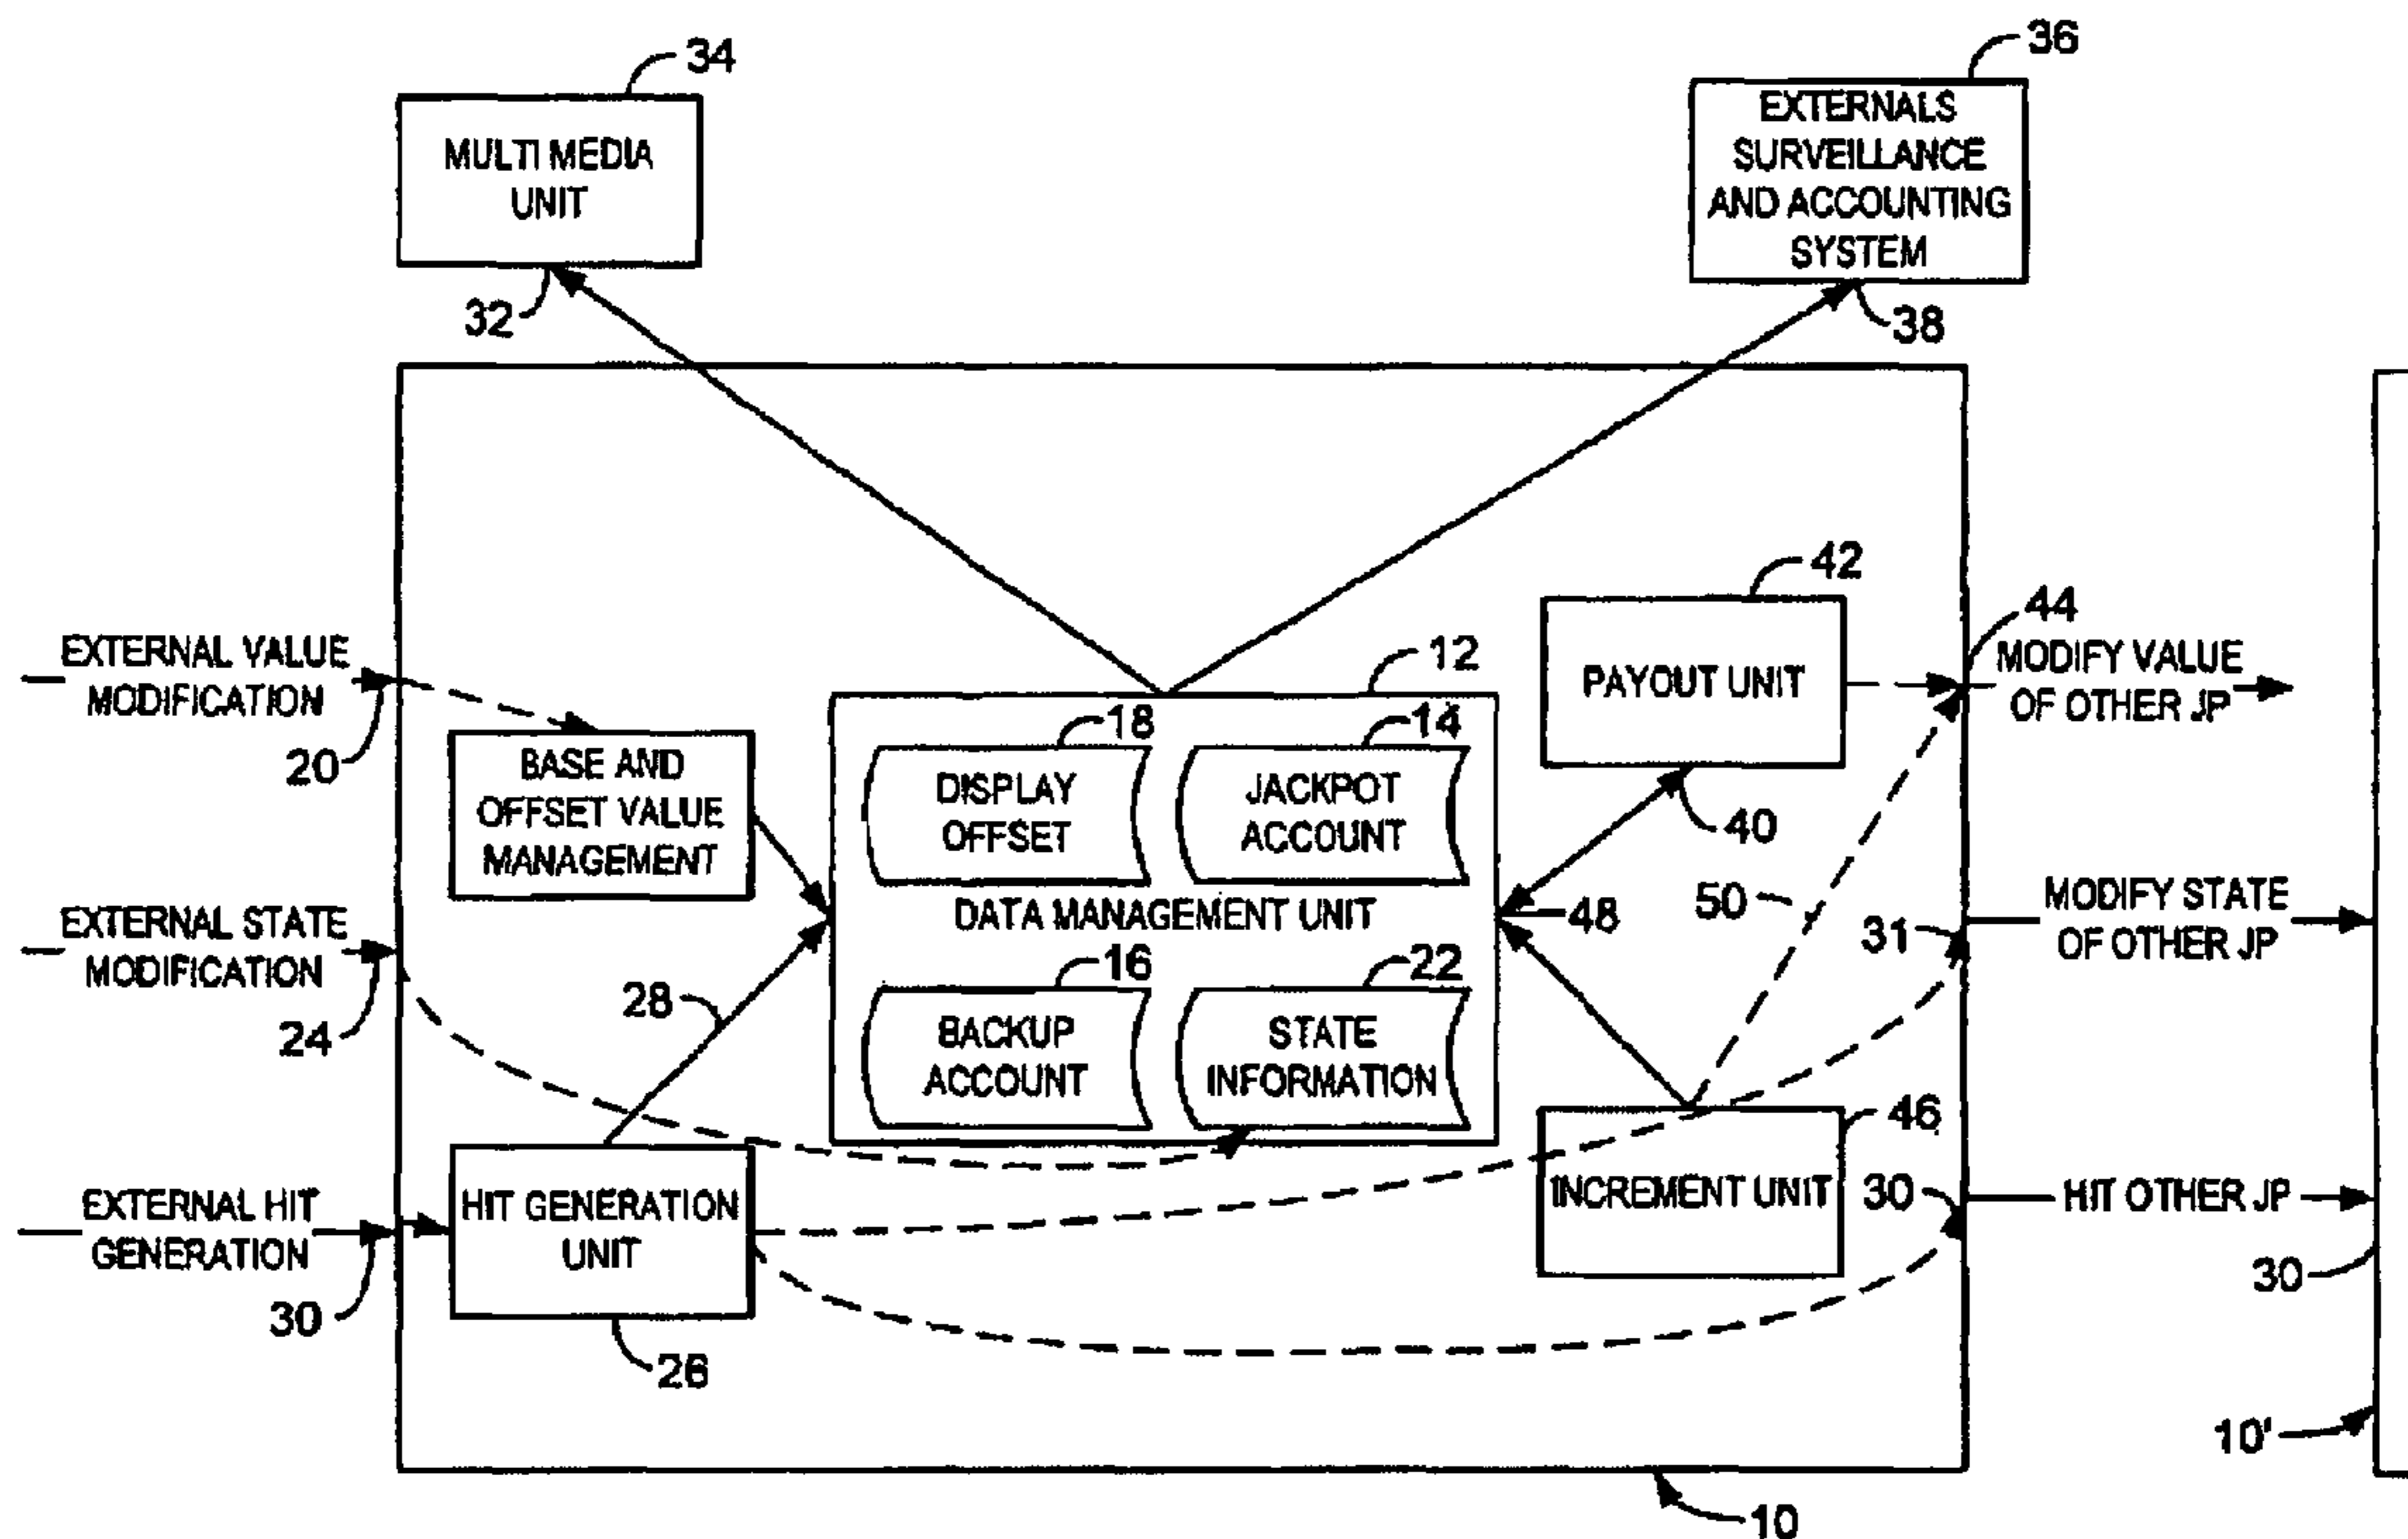 34
MULTI MEDIA
UNIT
32
36
EXTERNALS
SURVEILLANCE
AND ACCOUNTING
SYSTEM
38
EXTERNAL VALUE
MODIFICATION
20
BASE AND
OFFSET VALUE
MANAGEMENT
EXTERNAL STATE
MODIFICATION
24
28
EXTERNAL HIT
GENERATION
30
HIT GENERATION
UNIT
26
12
18
DISPLAY
OFFSET
14
JACKPOT
ACCOUNT
DATA MANAGEMENT UNIT
16
BACKUP
ACCOUNT
22
STATE
INFORMATION
42
PAYOUT UNIT
40
48
50
46
INCREMENT UNIT
44
MODIFY VALUE
OF OTHER JP
31
MODIFY STATE
OF OTHER JP
30
HIT OTHER JP
30
10'
10